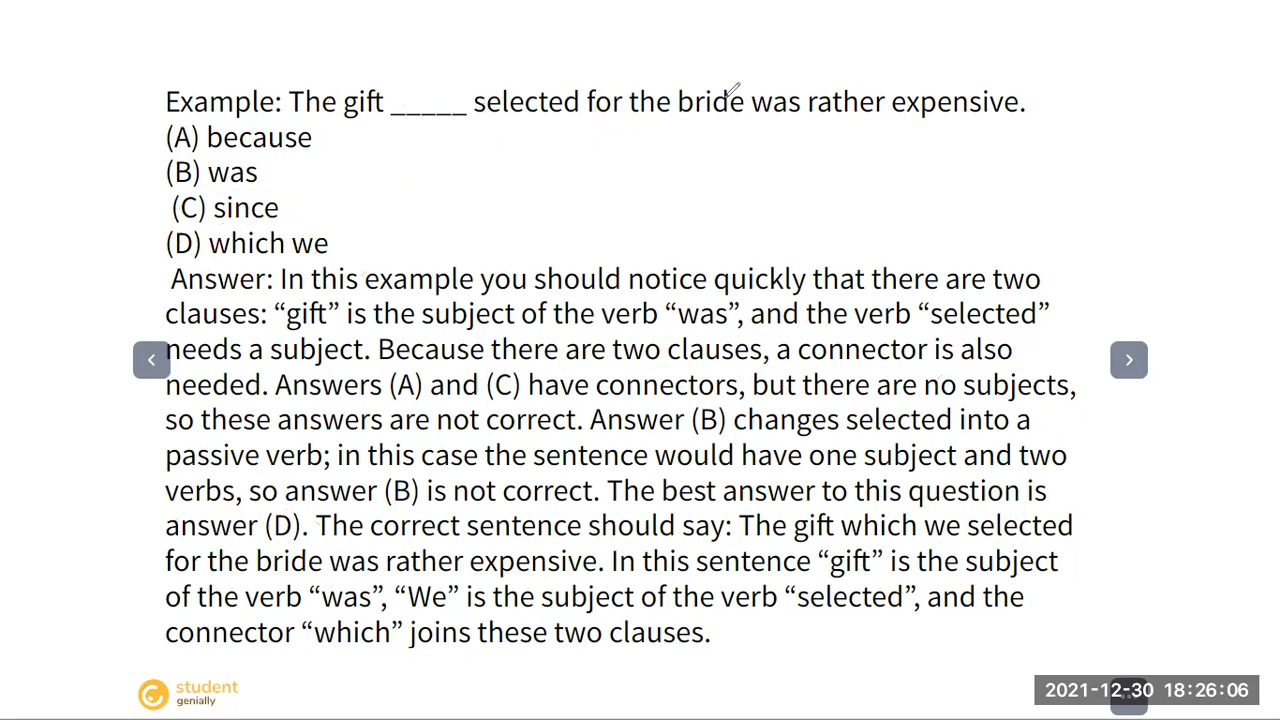 Example: The gift _____ selected for the bride was rather expensive.
(A) because
(B) was
(C) since
(D) which we
Answer: In this example you should notice quickly that there are two
clauses: “gift” is the subject of the verb “was”, and the verb “selected”
needs a subject. Because there are two clauses, a connector is also
needed. Answers (A) and (C) have connectors, but there are no subjects,
so these answers are not correct. Answer (B) changes selected into a
passive verb; in this case the sentence would have one subject and two
verbs, so answer (B) is not correct. The best answer to this question is
answer (D). The correct sentence should say: The gift which we selected
for the bride was rather expensive. In this sentence “gift” is the subject
of the verb “was”, “We” is the subject of the verb “selected”, and the
connector “which” joins these two clauses.
student
genially
2021-12-30 18:26:06